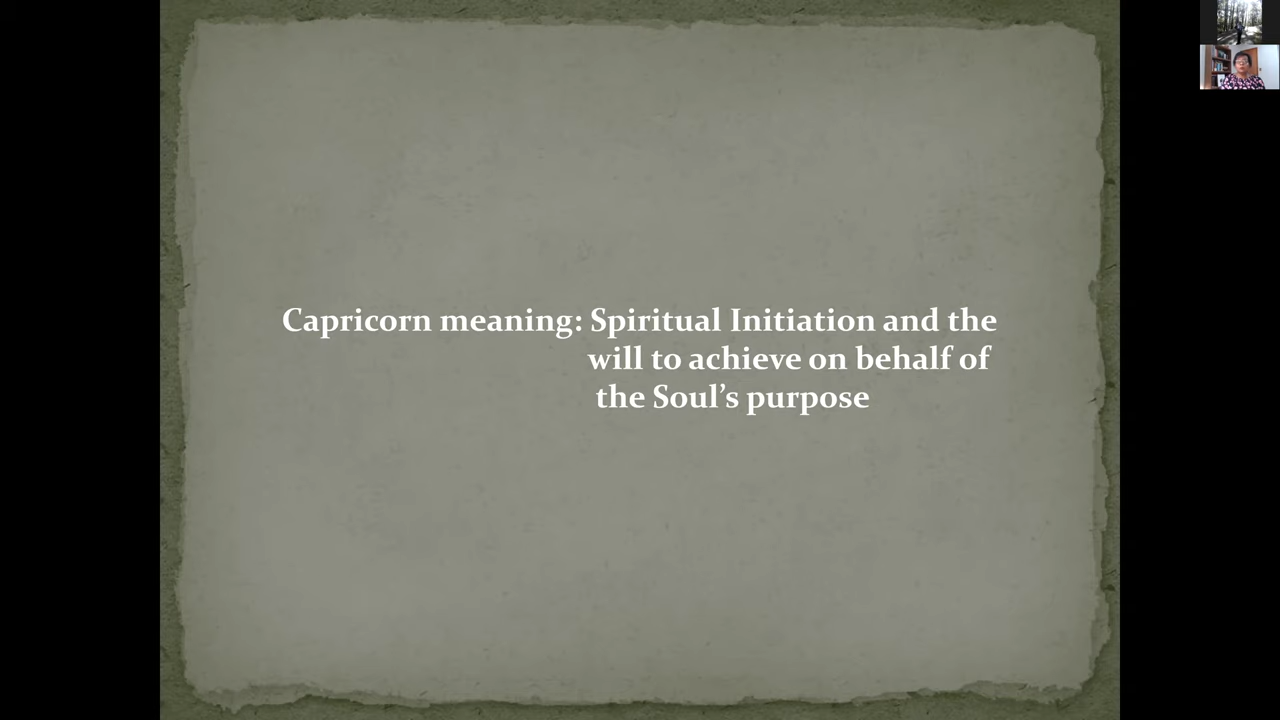 Capricorn meaning: Spiritual Initiation and the
will to achieve on behalf of
the Soul’s purpose